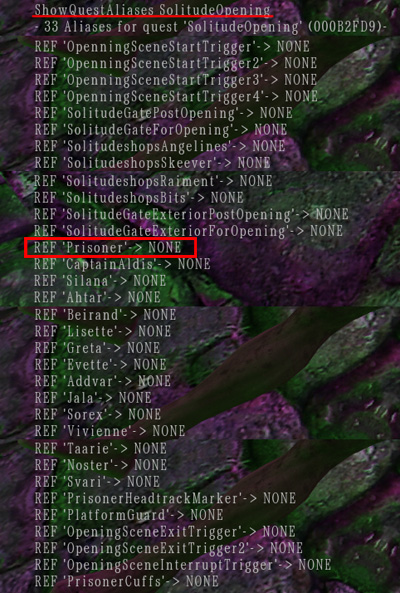 ShowQuestAliases SolitudeOpening
- 33 Aliases for quest 'SolitudeOpening' (000B2FD9)-
REF 'OpenningSceneStartTrigger'-> NONE
REF 'OpenningSceneStartTrigger2'-> NONE
REF 'OpenningSceneStartTrigger3'-> NONE
REF 'OpenningSceneStartTrigger4'-> NONE
REF 'SolitudeGatePostOpening'-> NONE
REF 'SolitudeGateForOpening'-> NONE
REF 'SolitudeshopsAngelines'-> NONE
REF 'SolitudeshopsSkeever'-> NONE
REF 'SolitudeshopsRaiment'-> NONE
REF 'SolitudeshopsBits'-> NONE
REF 'SolitudeGateExteriorPostOpening'-> NONE
REF 'SolitudeGateExteriorForOpening'-> NONE
REF 'Prisoner'-> NONE
REF 'CaptainAldis'-> NONE
REF 'Silana'-> NONE
REF 'Ahtar'-> NONE
REF 'Beirand'-> NONE
REF 'Lisette'-> NONE
REF 'Greta'-> NONE
REF 'Evette'-> NONE
REF 'Addvar'-> NONE
REF 'Jala'-> NONE
REF 'Sorex'-> NONE
REF 'Vivienne'-> NONE
REF 'Taarie'-> NONE
REF 'Noster'-> NONE
REF 'Svari'-> NONE
REF 'PrisonerHeadtrackMarker'-> NONE
REF 'PlatformGuard'-> NONE
REF 'OpeningSceneExitTrigger'-> NONE
REF 'OpeningSceneExitTrigger2'-> NONE
REF 'OpeningSceneInterruptTrigger'-> NONE
REF 'PrisonerCuffs'-> NONE